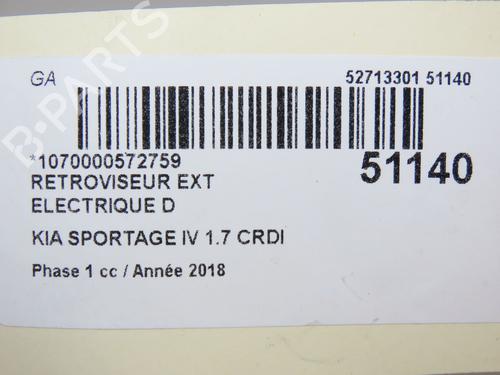 GA
52713301 51140
*1070000572759
51140
RETROVISEUR EXT
ELECTRIQUE D
KIA SPORTAGE IV 1.7 CRDI
Phase 1 cc / Année 2018
B-PARTS